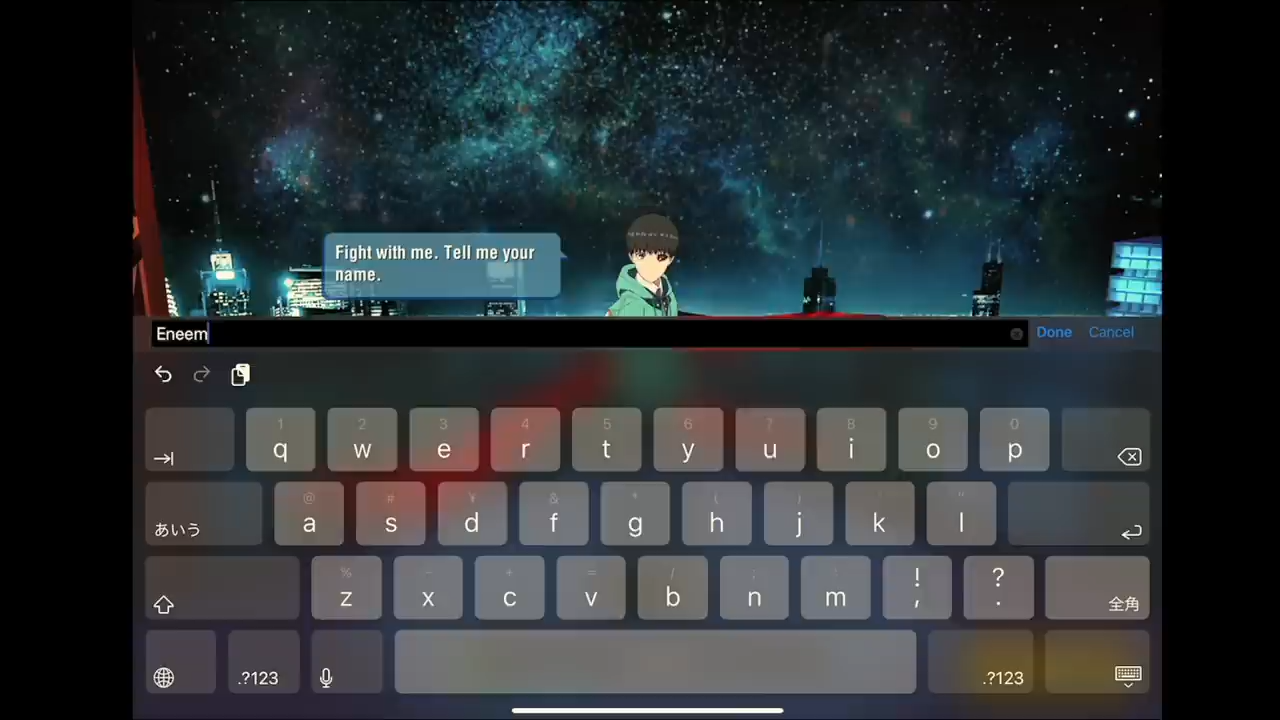 Fight with me. Tell me your
name.
Eneem
Done Cancel
1 2 3 4 5 6 7 8 9 0
q w e r t y u i o p
@ # ¥ & * ( ) ' "
あいう a s d f g h j k l
% - + = / ; :
z x c v b n m ! , ? . 全角
.?123 .?123